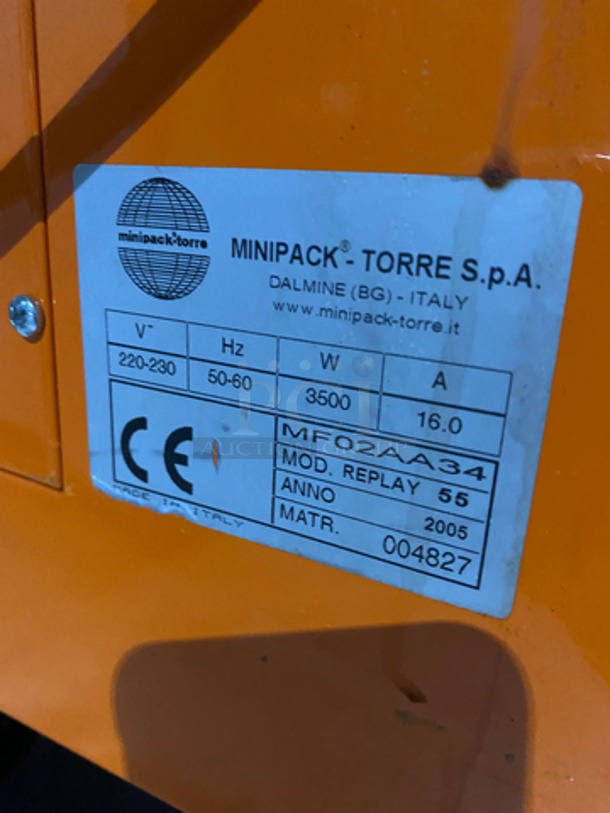 minipack-torre
MINIPACK® - TORRE S.p.A.
DALMINE (BG) - ITALY
www.minipack-torre.it
V~ Hz W A
220-230 50-60 3500 16.0
CE
MF02AA34
MOD. REPLAY 55
ANNO 2005
MATR. 004827
MADE IN ITALY
PCI